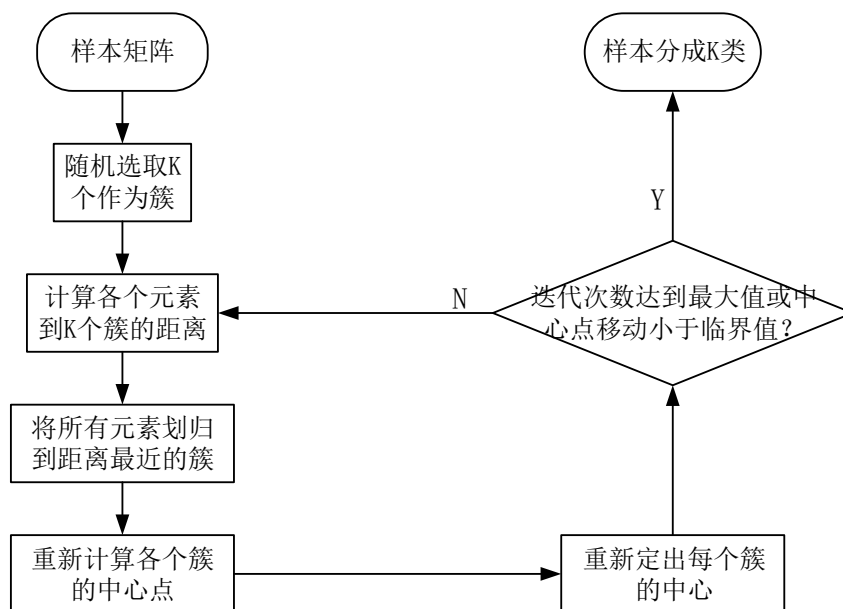 样本矩阵
随机选取K
个作为簇
计算各个元素
到K个簇的距离
将所有元素划归
到距离最近的簇
重新计算各个簇
的中心点
重新定出每个簇
的中心
迭代次数达到最大值或中
心点移动小于临界值?
N
Y
样本分成K类